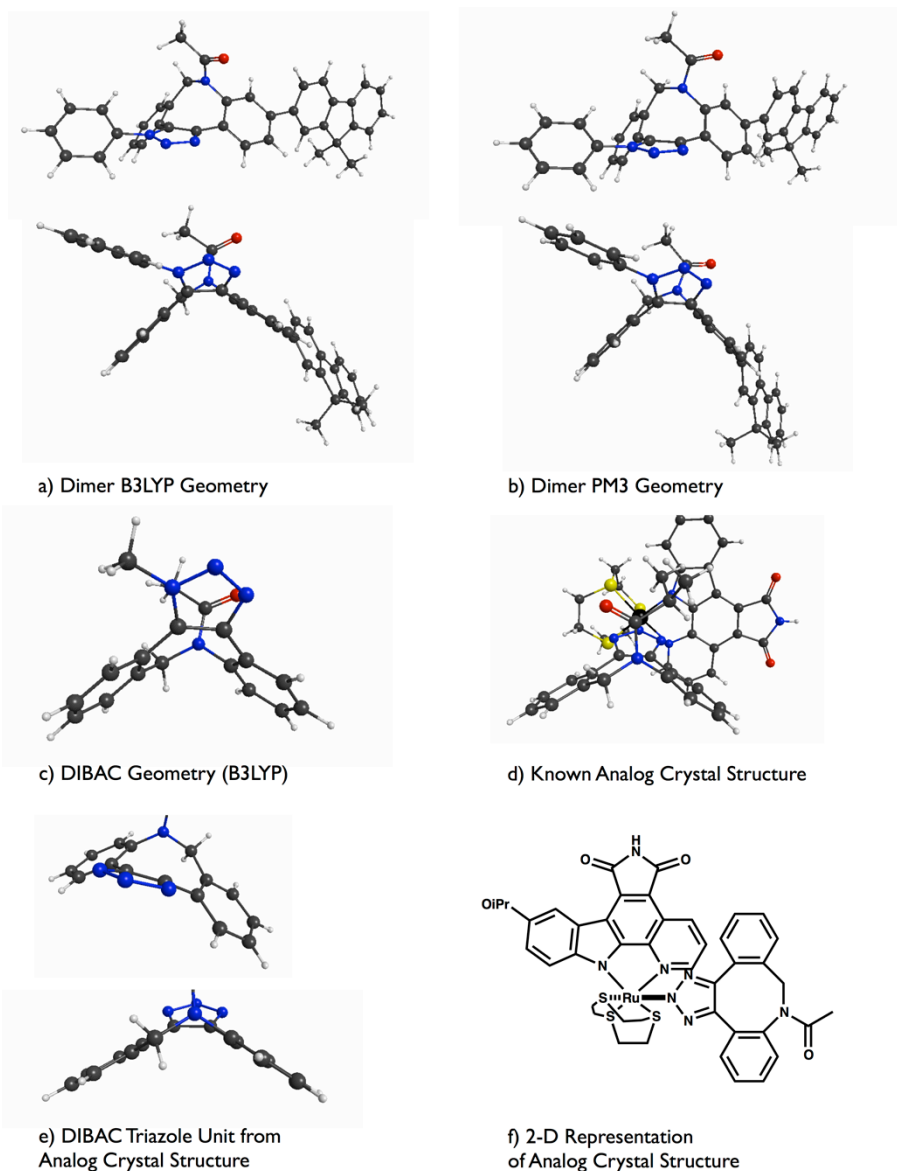 a) Dimer B3LYP Geometry
b) Dimer PM3 Geometry
c) DIBAC Geometry (B3LYP)
d) Known Analog Crystal Structure
e) DIBAC Triazole Unit from
Analog Crystal Structure
H
N
O
O
OiPr
N
N
N
S
Ru
N
S
S
N
N
O
f) 2-D Representation
of Analog Crystal Structure